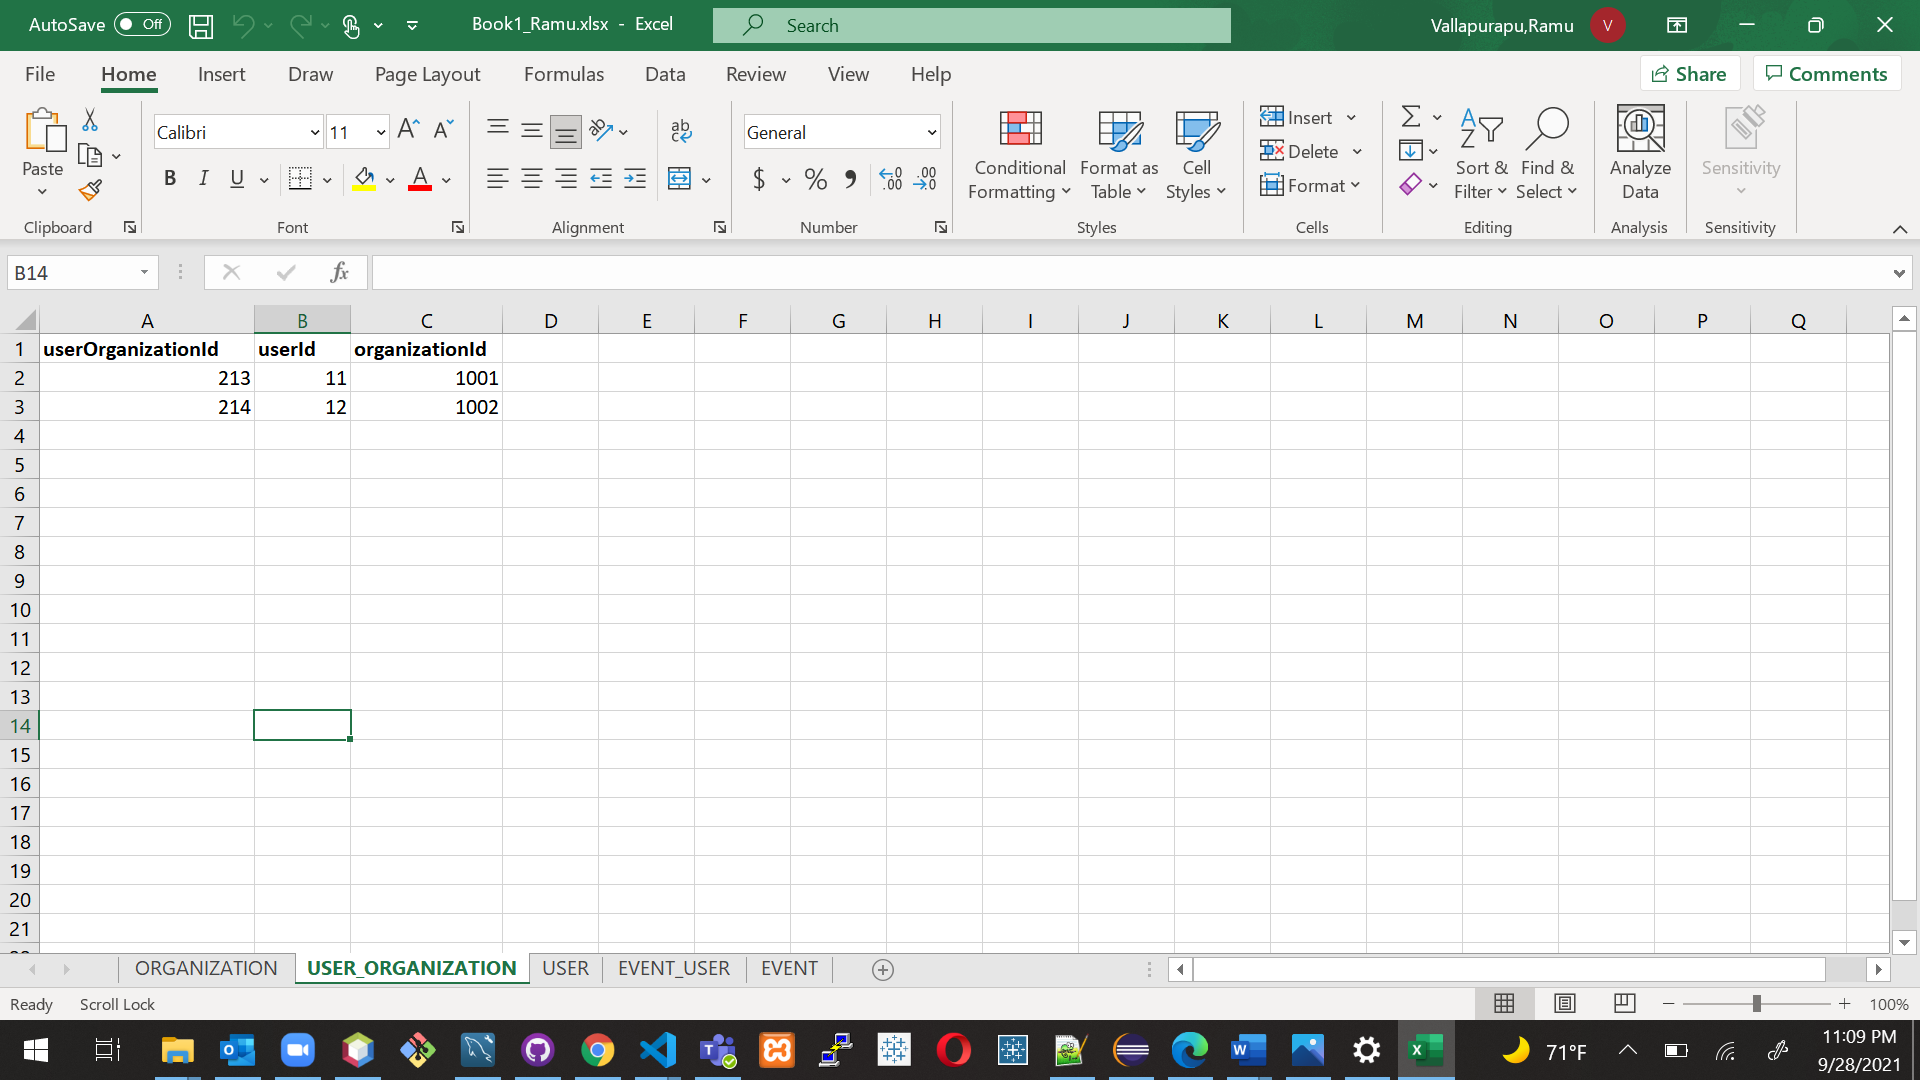 AutoSave Off Book1_Ramu.xlsx - Excel Search Vallapurapu,Ramu V
File Home Insert Draw Page Layout Formulas Data Review View Help Share Comments
Calibri 11 General Insert
Paste Conditional Formatting Format as Table Cell Styles Delete Sort & Filter Find & Select Analyze Data Sensitivity
Format
Clipboard Font Alignment Number Styles Cells Editing Analysis Sensitivity
B14 fx
A B C D E F G H I J K L M N O P Q
1 userOrganizationId userId organizationId
2 213 11 1001
3 214 12 1002
4
5
6
7
8
9
10
11
12
13
14
15
16
17
18
19
20
21
ORGANIZATION USER_ORGANIZATION USER EVENT_USER EVENT
Ready Scroll Lock 100%
71°F 11:09 PM
9/28/2021